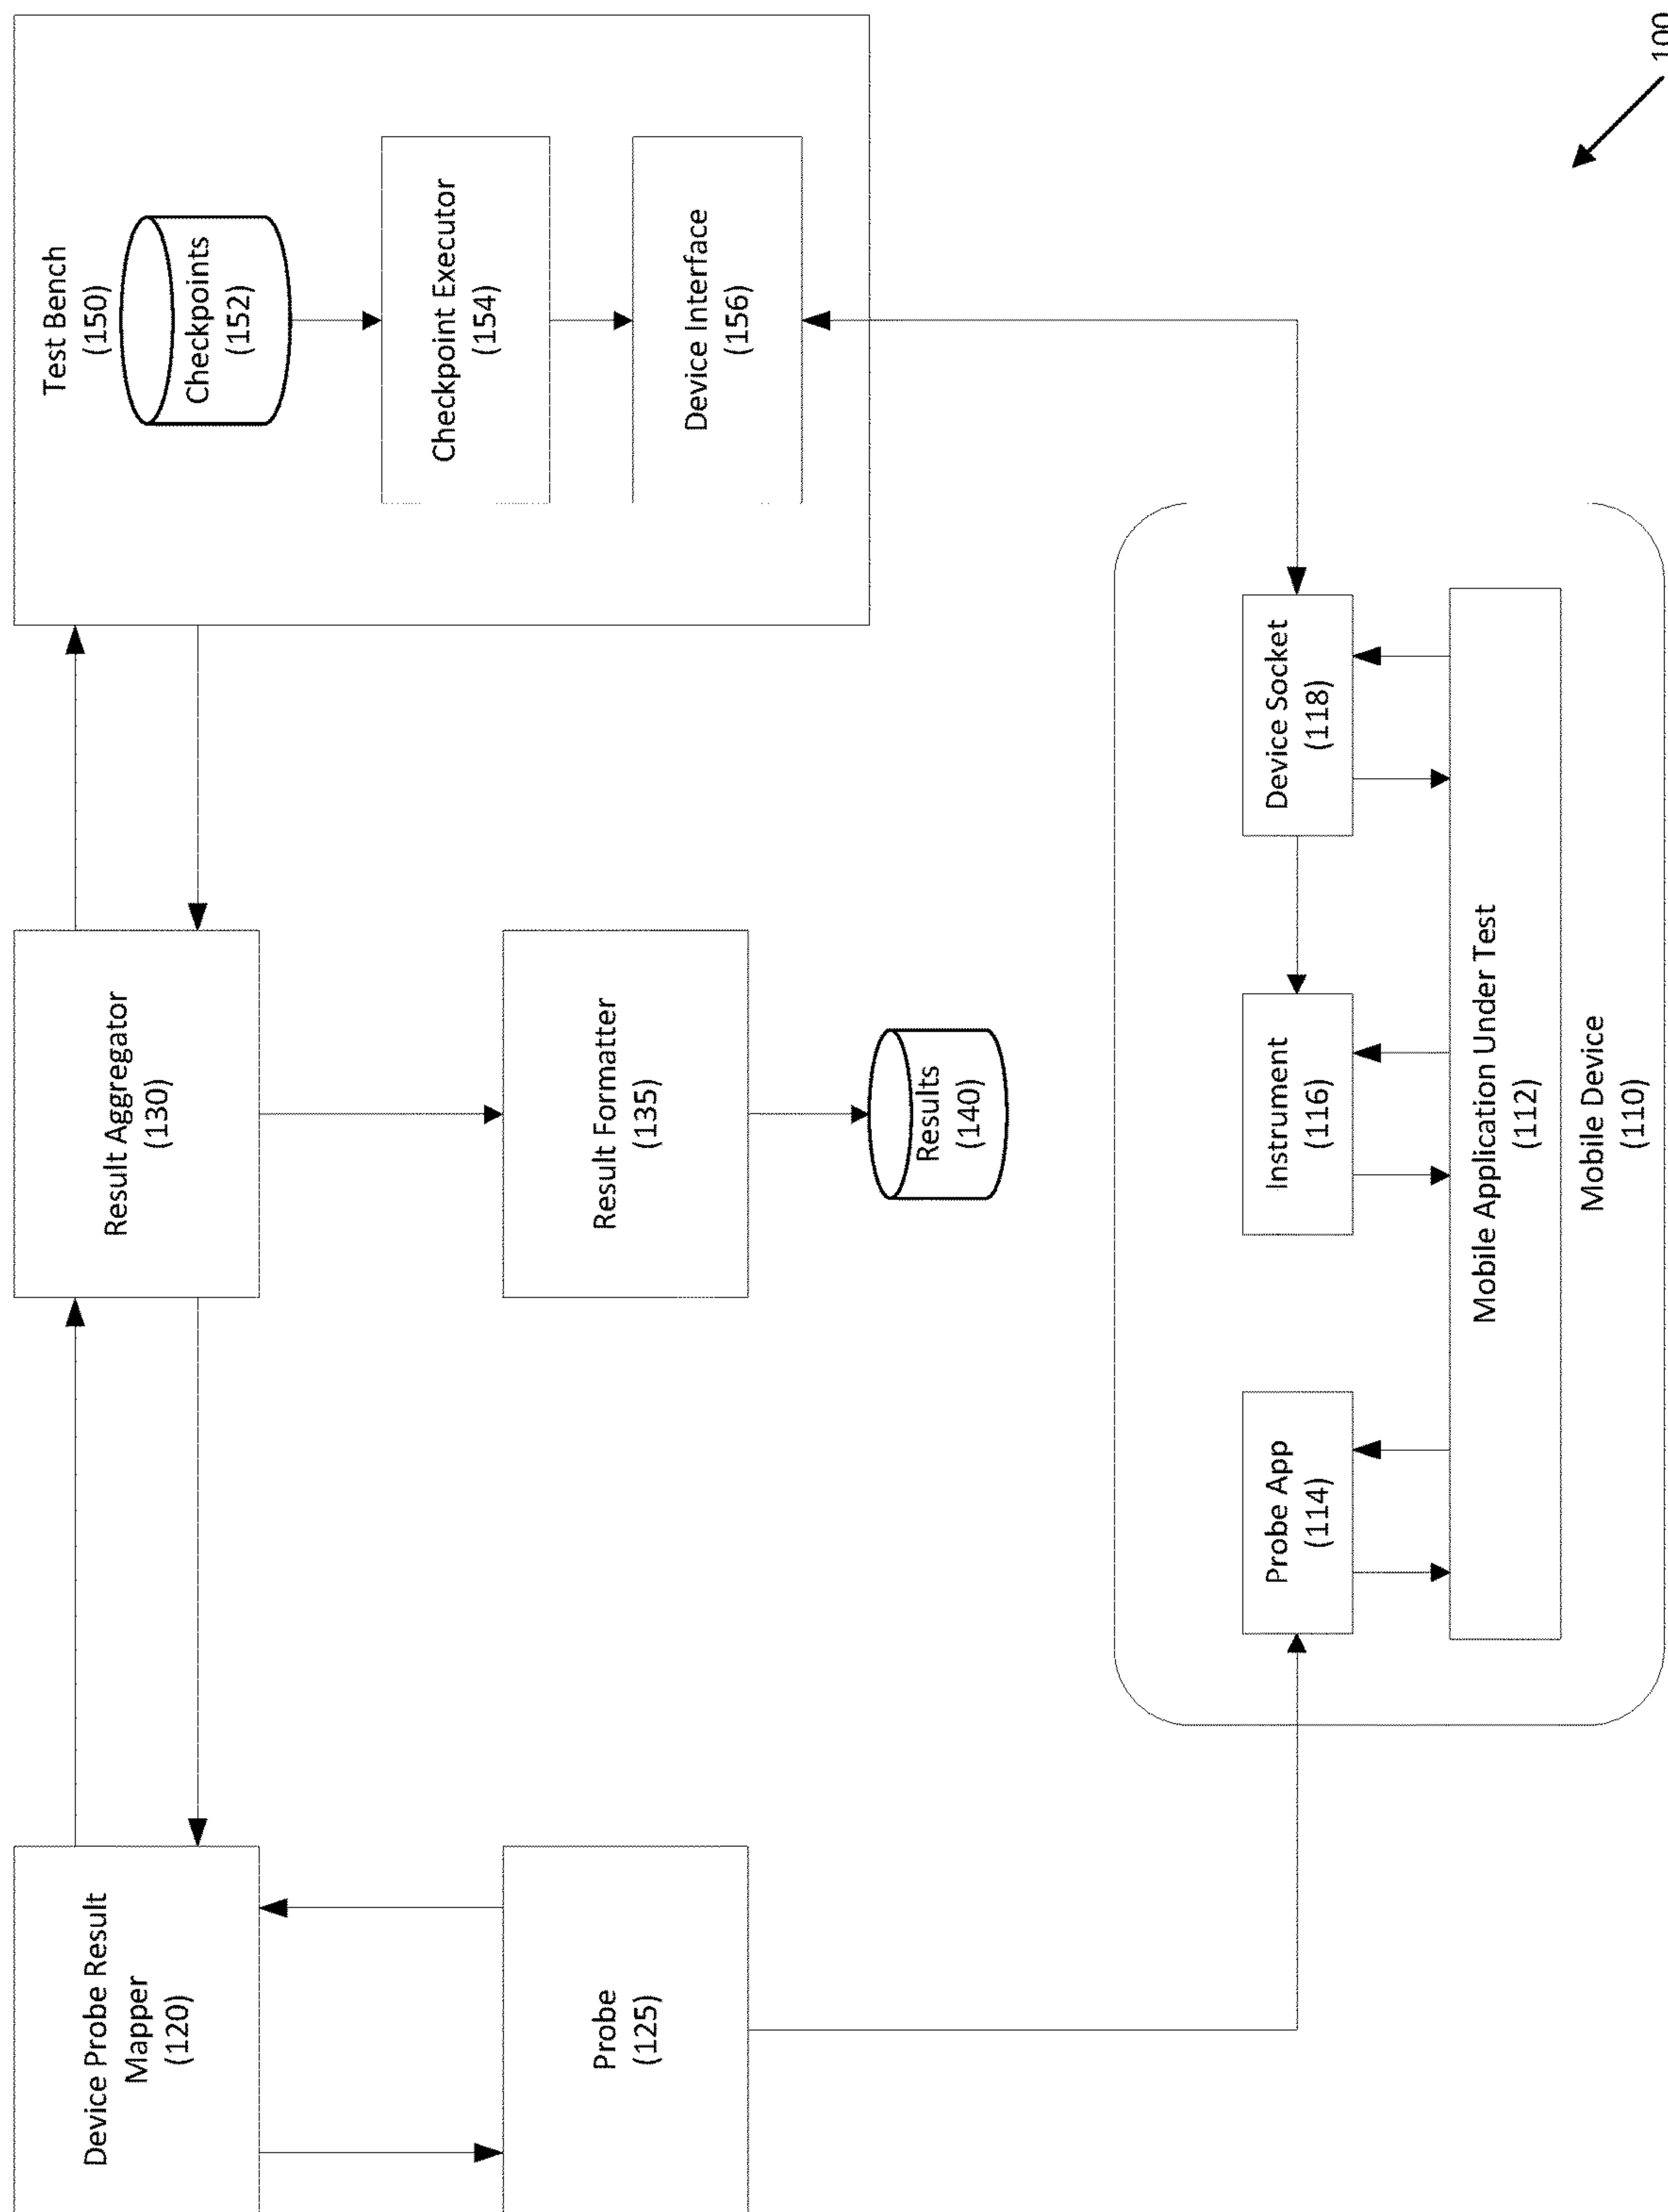 Device Probe Result
Mapper
(120)
Result Aggregator
(130)
Test Bench
(150)
Checkpoints
(152)
Checkpoint Executor
(154)
Device Interface
(156)
Probe
(125)
Result Formatter
(135)
Results
(140)
Probe App
(114)
Instrument
(116)
Device Socket
(118)
Mobile Application Under Test
(112)
Mobile Device
(110)
100